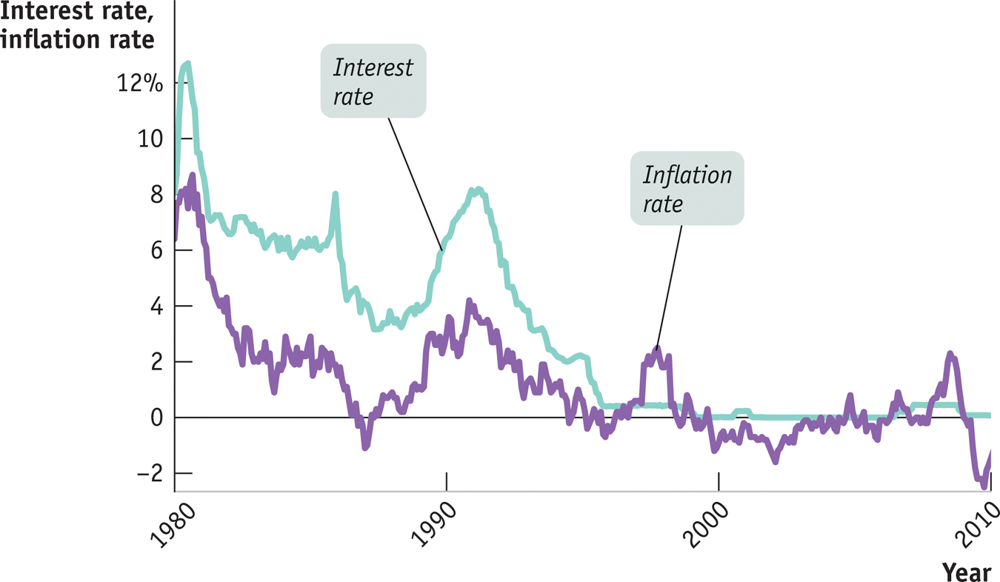 Interest rate,
inflation rate
12%
10
8
6
4
2
0
−2
Interest
rate
Inflation
rate
1980
1990
2000
2010
Year